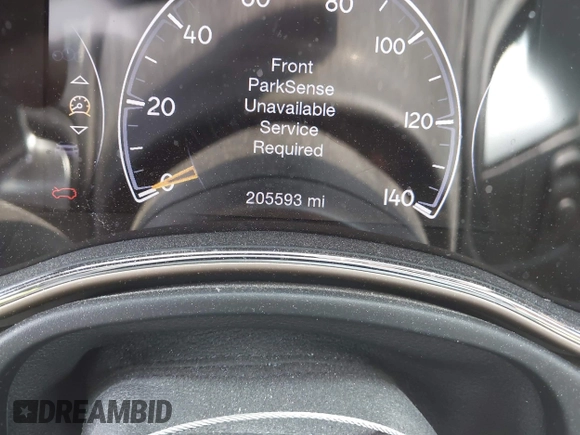 60
80
40
100
Front
ParkSense
Unavailable
Service
Required
20
120
0
140
205593 mi
DREAMBID